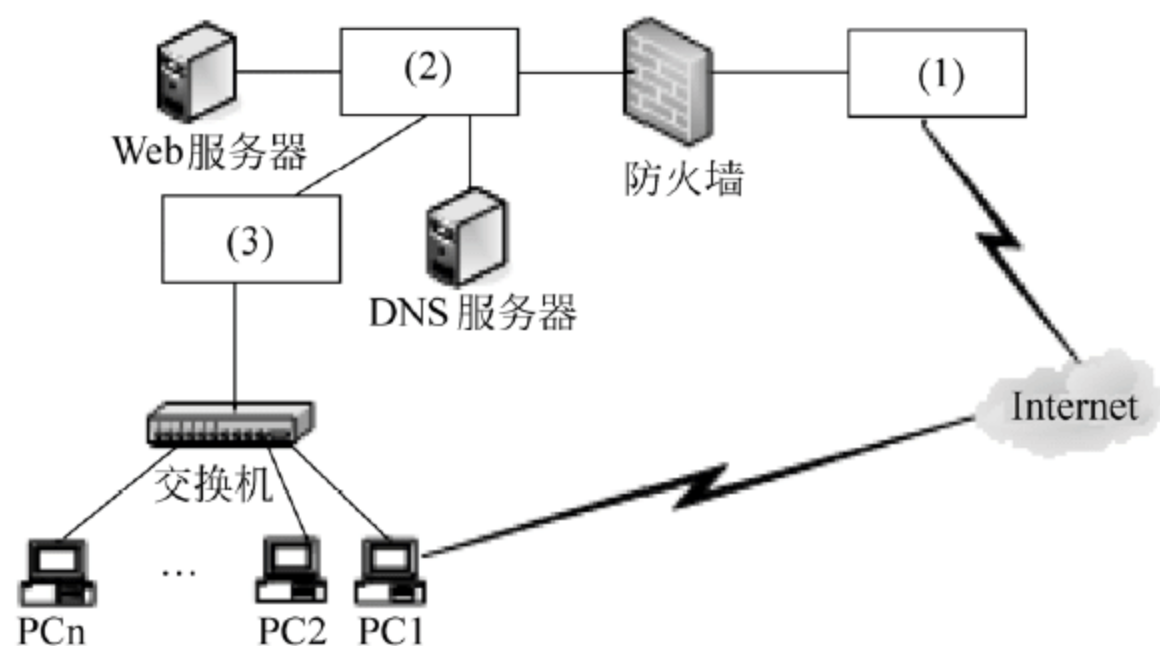 (2)
(1)
Web服务器
防火墙
(3)
DNS 服务器
Internet
交换机
…
PCn
PC2
PC1